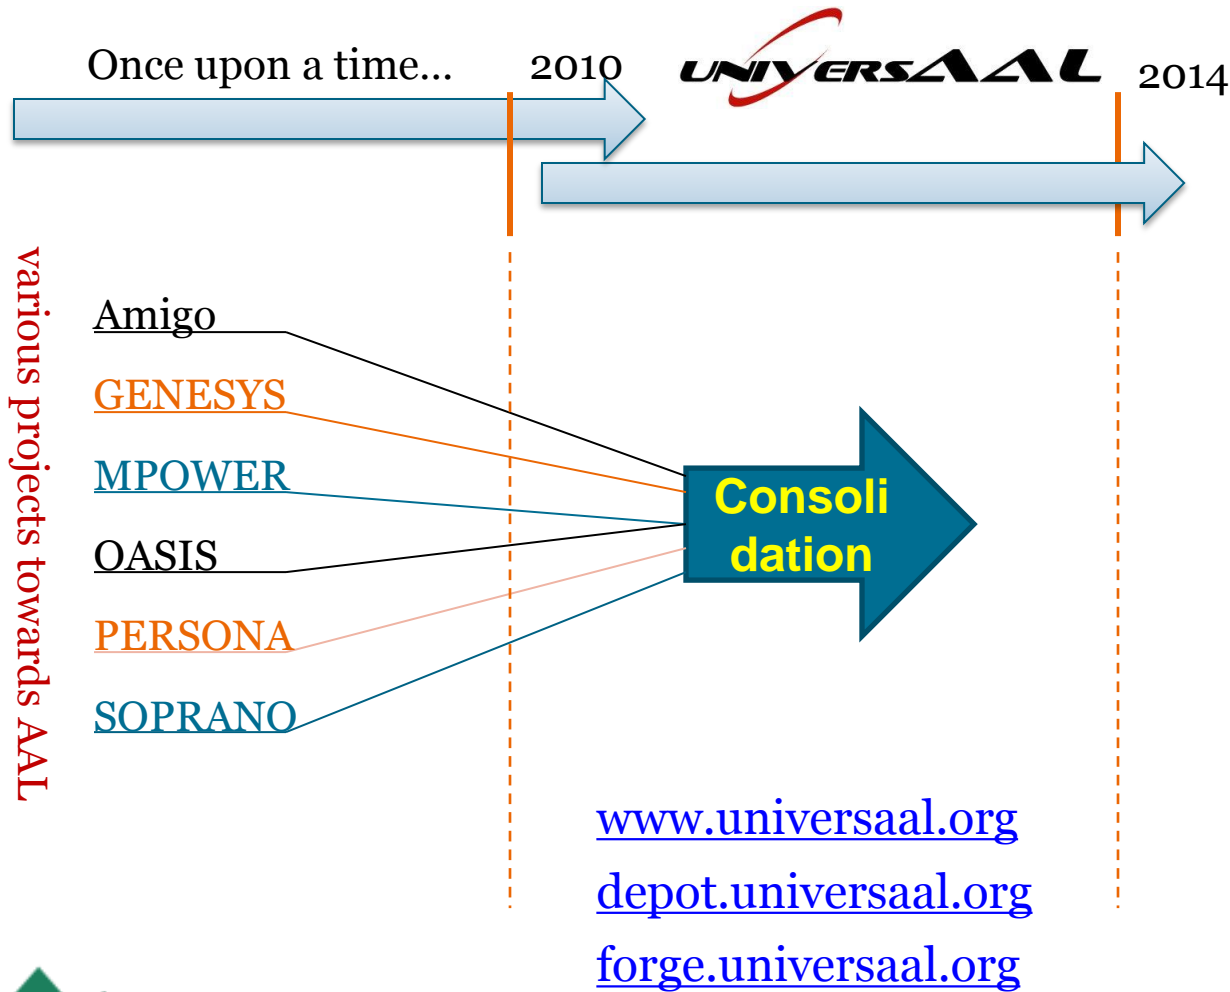 Once upon a time...
2010
UNIVERSAAL
2014
various projects towards AAL
Amigo
GENESYS
MPOWER
OASIS
PERSONA
SOPRANO
Consoli
dation
www.universaal.org
depot.universaal.org
forge.universaal.org